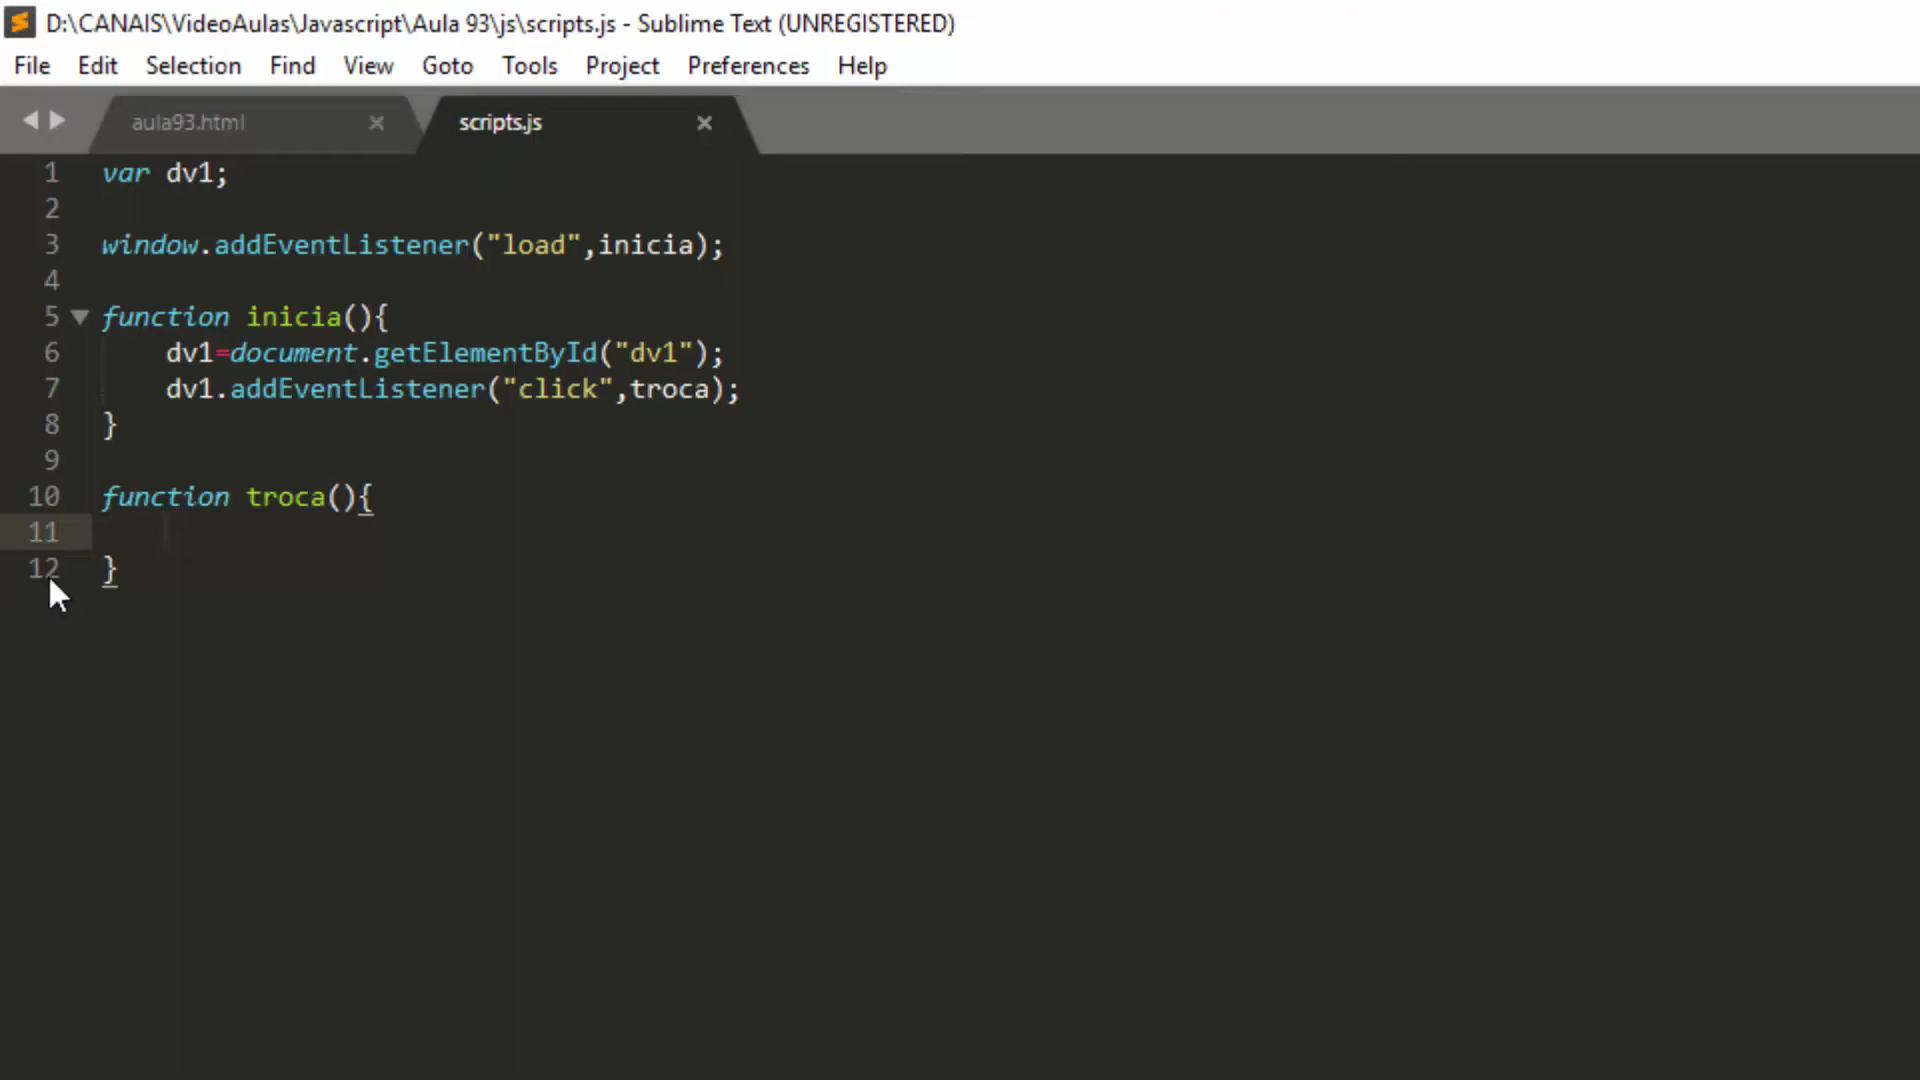 D:\CANAIS\VideoAulas\Javascript\Aula 93\js\scripts.js - Sublime Text (UNREGISTERED)
File Edit Selection Find View Goto Tools Project Preferences Help
aula93.html scripts.js
1 var dv1;
2
3 window.addEventListener("load",inicia);
4
5 function inicia(){
6 dv1=document.getElementById("dv1");
7 dv1.addEventListener("click",troca);
8 }
9
10 function troca(){
11
12 }